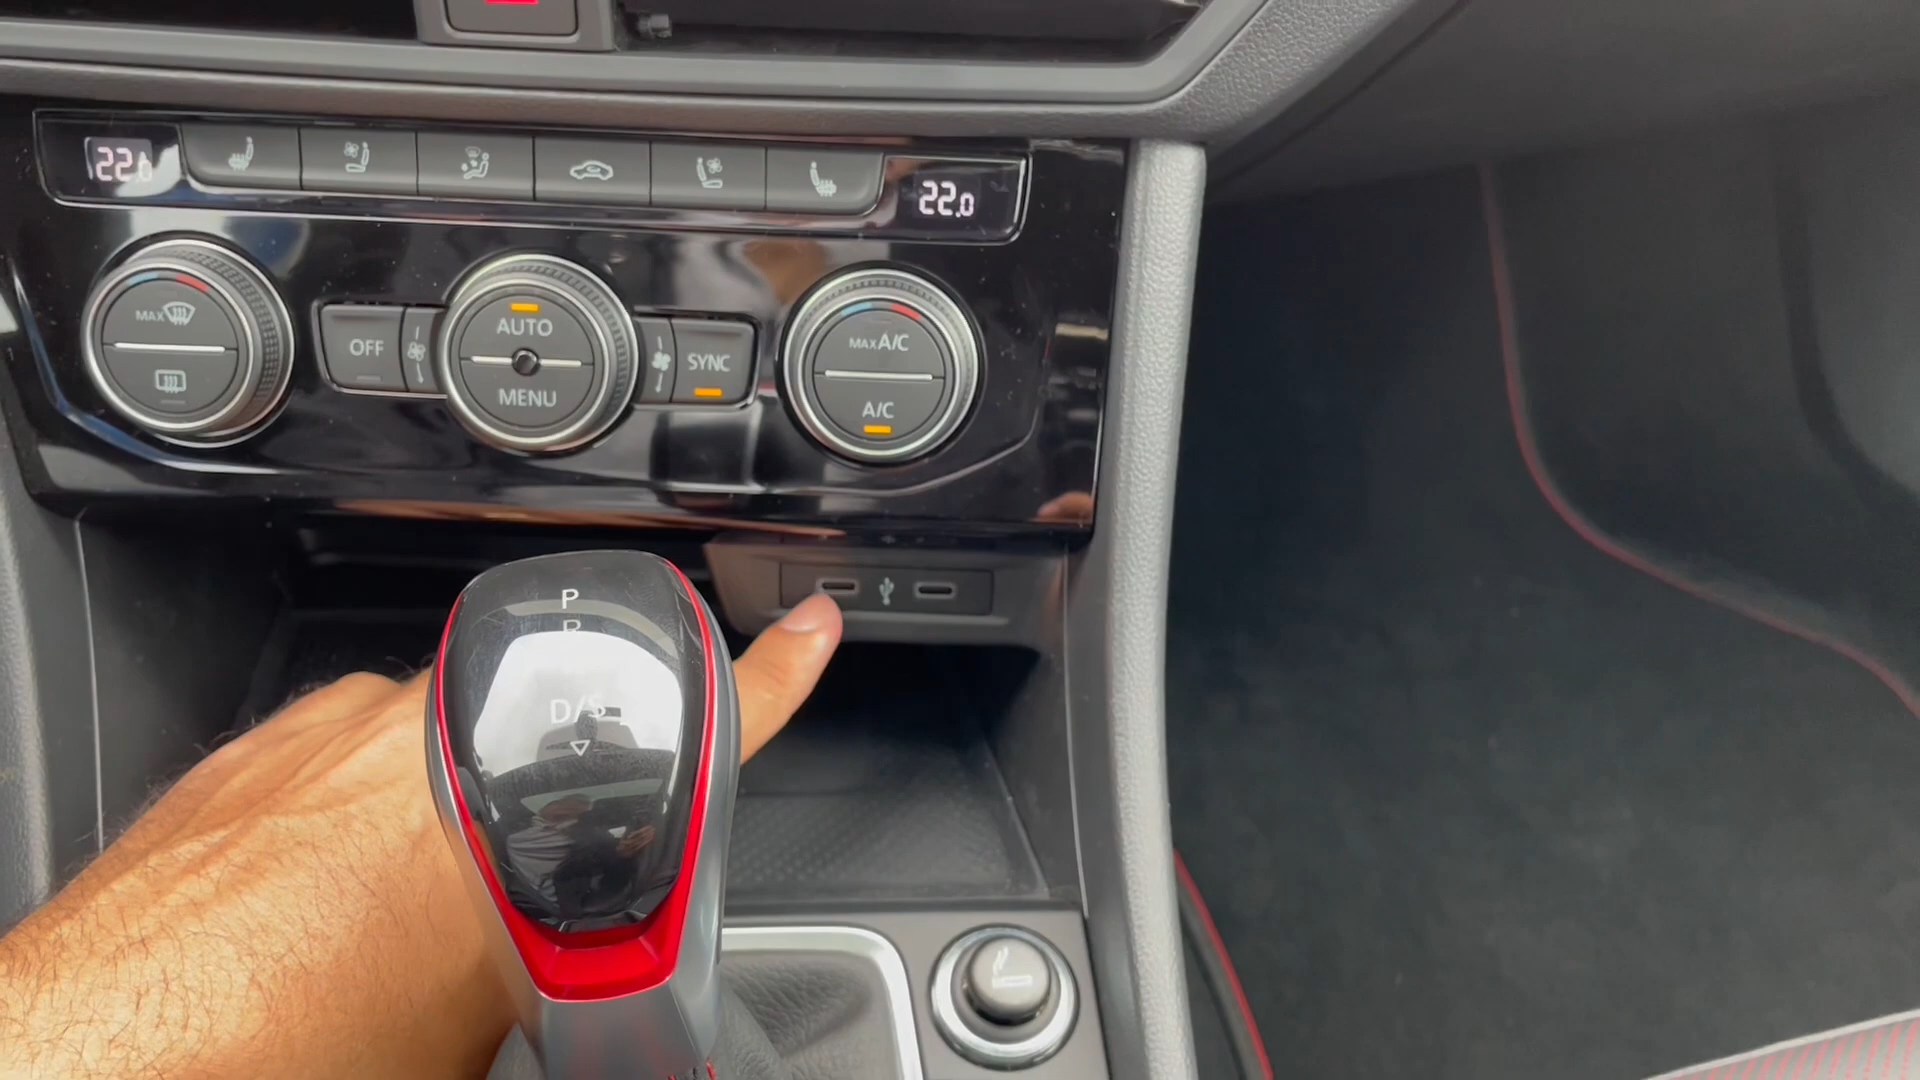 22.0
22.0
MAX
OFF
AUTO
MENU
SYNC
MAX A/C
A/C
P
R
D/S